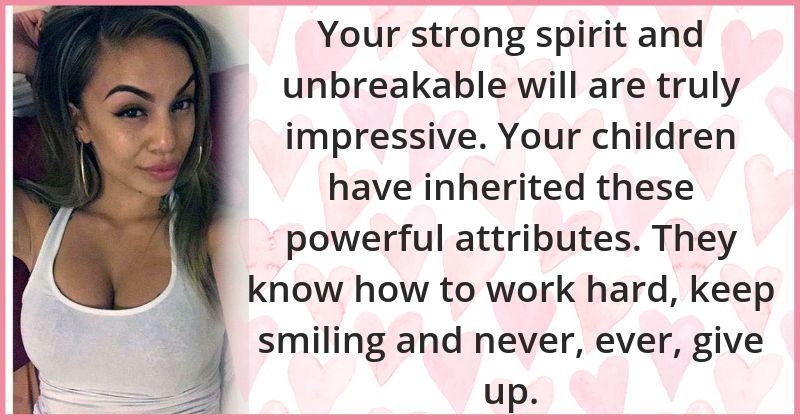 Your strong spirit and
unbreakable will are truly
impressive. Your children
have inherited these
powerful attributes. They
know how to work hard, keep
smiling and never, ever, give
up.